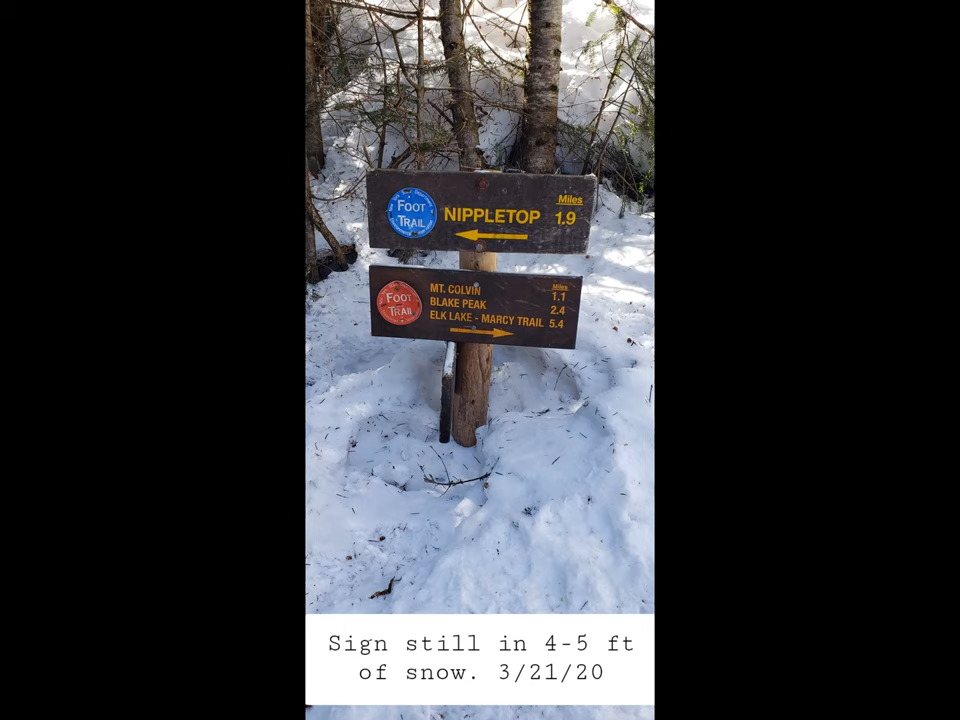 FOOT TRAIL
NIPPLETOP
Miles
1.9
FOOT TRAIL
Miles
MT. COLVIN 1.1
BLAKE PEAK 2.4
ELK LAKE - MARCY TRAIL 5.4
Sign still in 4-5 ft
of snow. 3/21/20